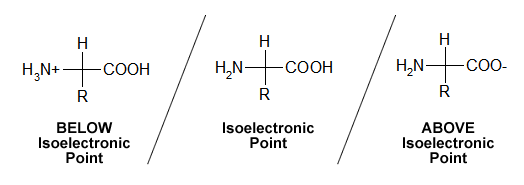 H
H₃N+ COOH
R
BELOW
Isoelectronic
Point
H
H₂N COOH
R
Isoelectronic
Point
H
H₂N COO-
R
ABOVE
Isoelectronic
Point